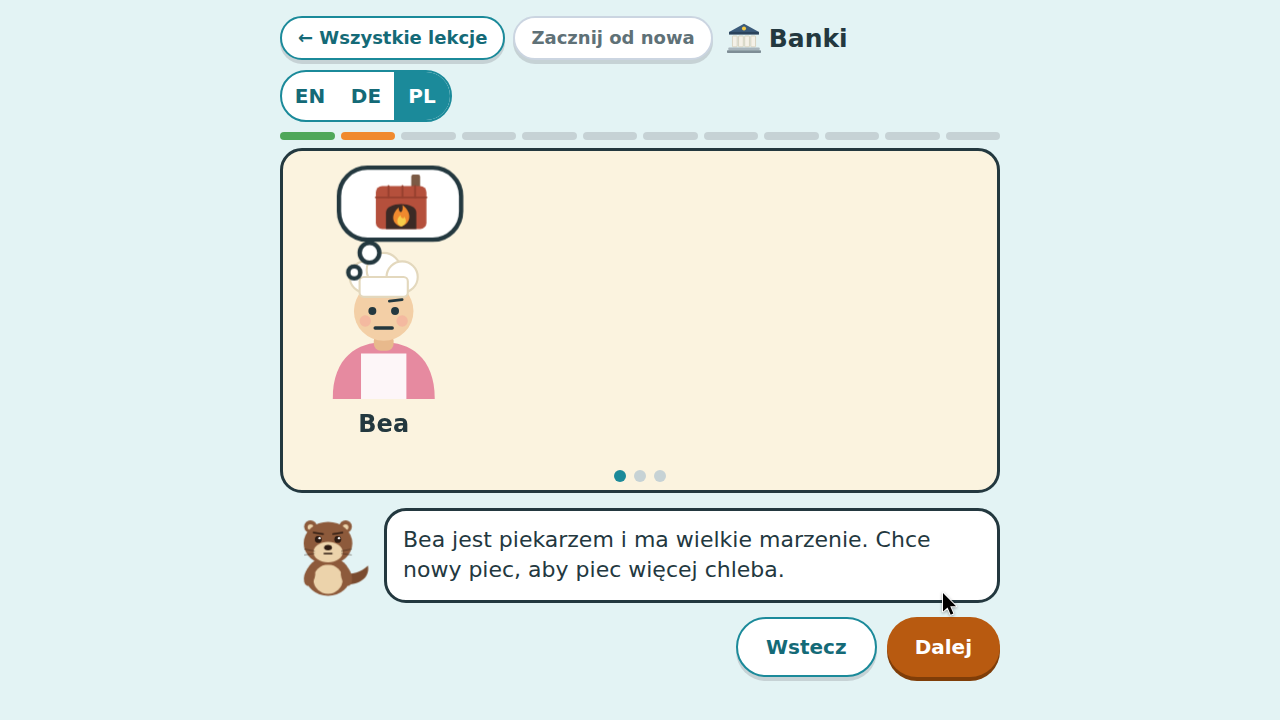 ← Wszystkie lekcje
Zacznij od nowa
Banki
EN DE PL
Bea
Bea jest piekarzem i ma wielkie marzenie. Chce
nowy piec, aby piec więcej chleba.
Wstecz
Dalej